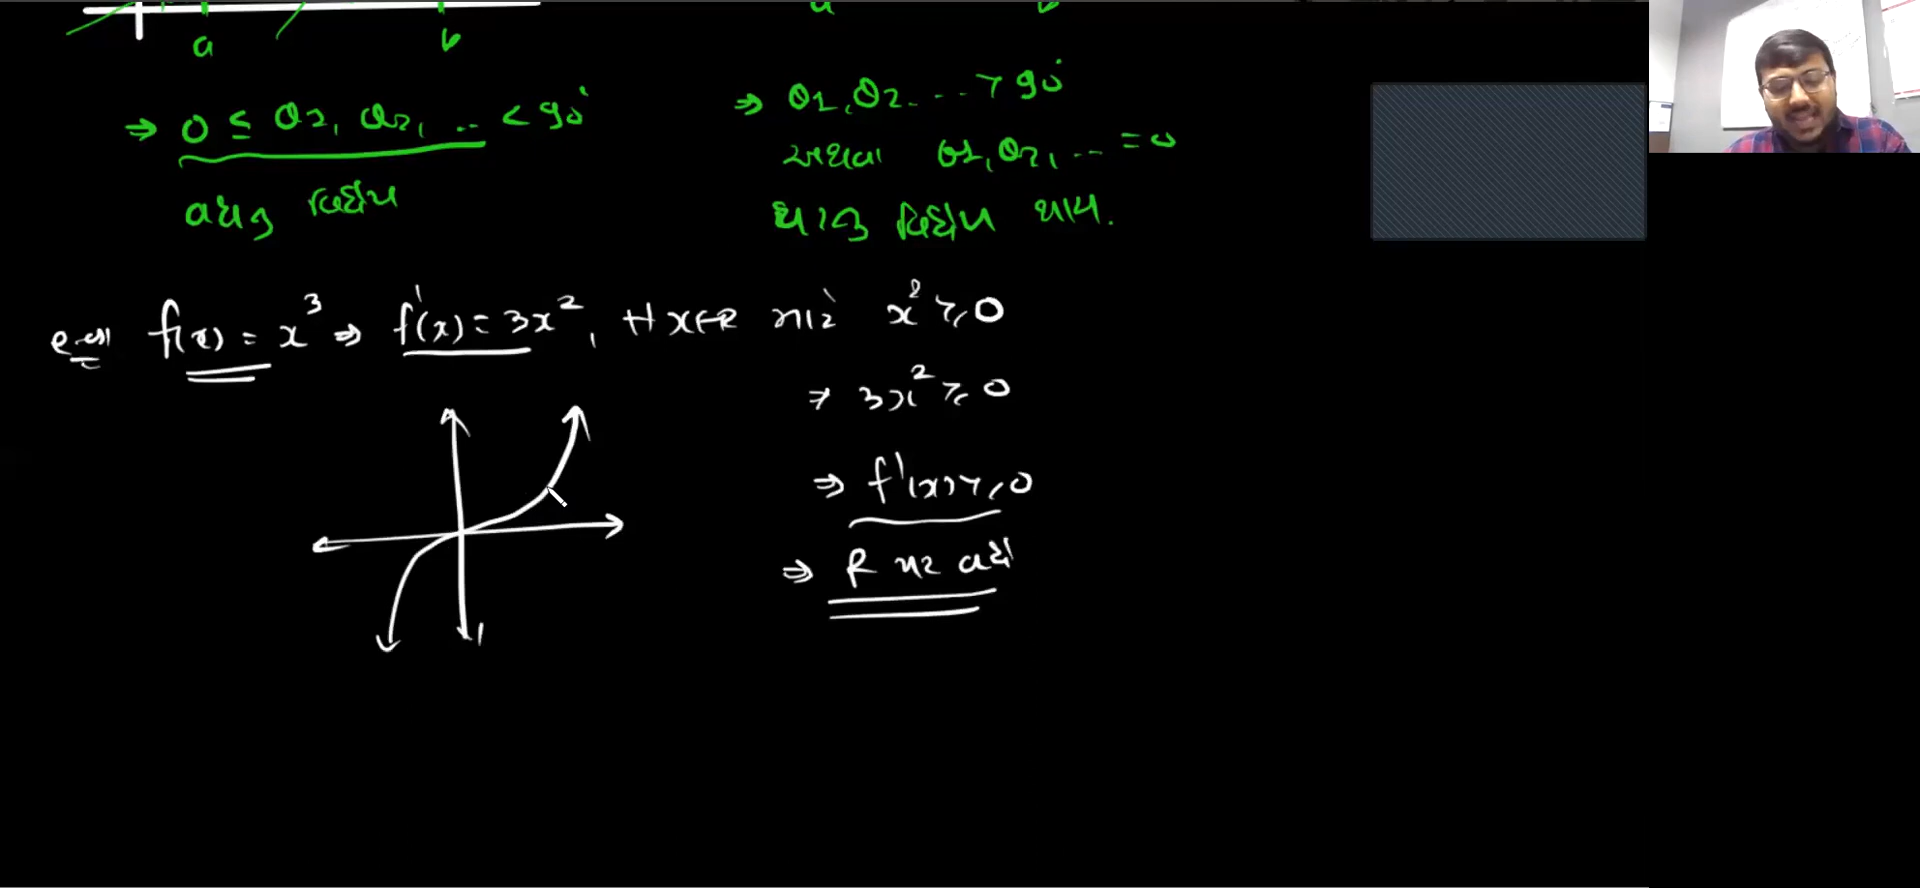 a b
a b
⇒ 0 ≤ θ1, θ2, .. < 90°
વધતુ વિધેય
⇒ θ1, θ2 ... > 90°
અથવા θ1, θ2, ... = 0
ઘટતુ વિધેય થાય.
f(x) = x³ ⇒ f'(x) = 3x², ∀ x∈R માટે x² ≥ 0
⇒ 3x² ≥ 0
⇒ f'(x) ≥ 0
⇒ R પર વધે